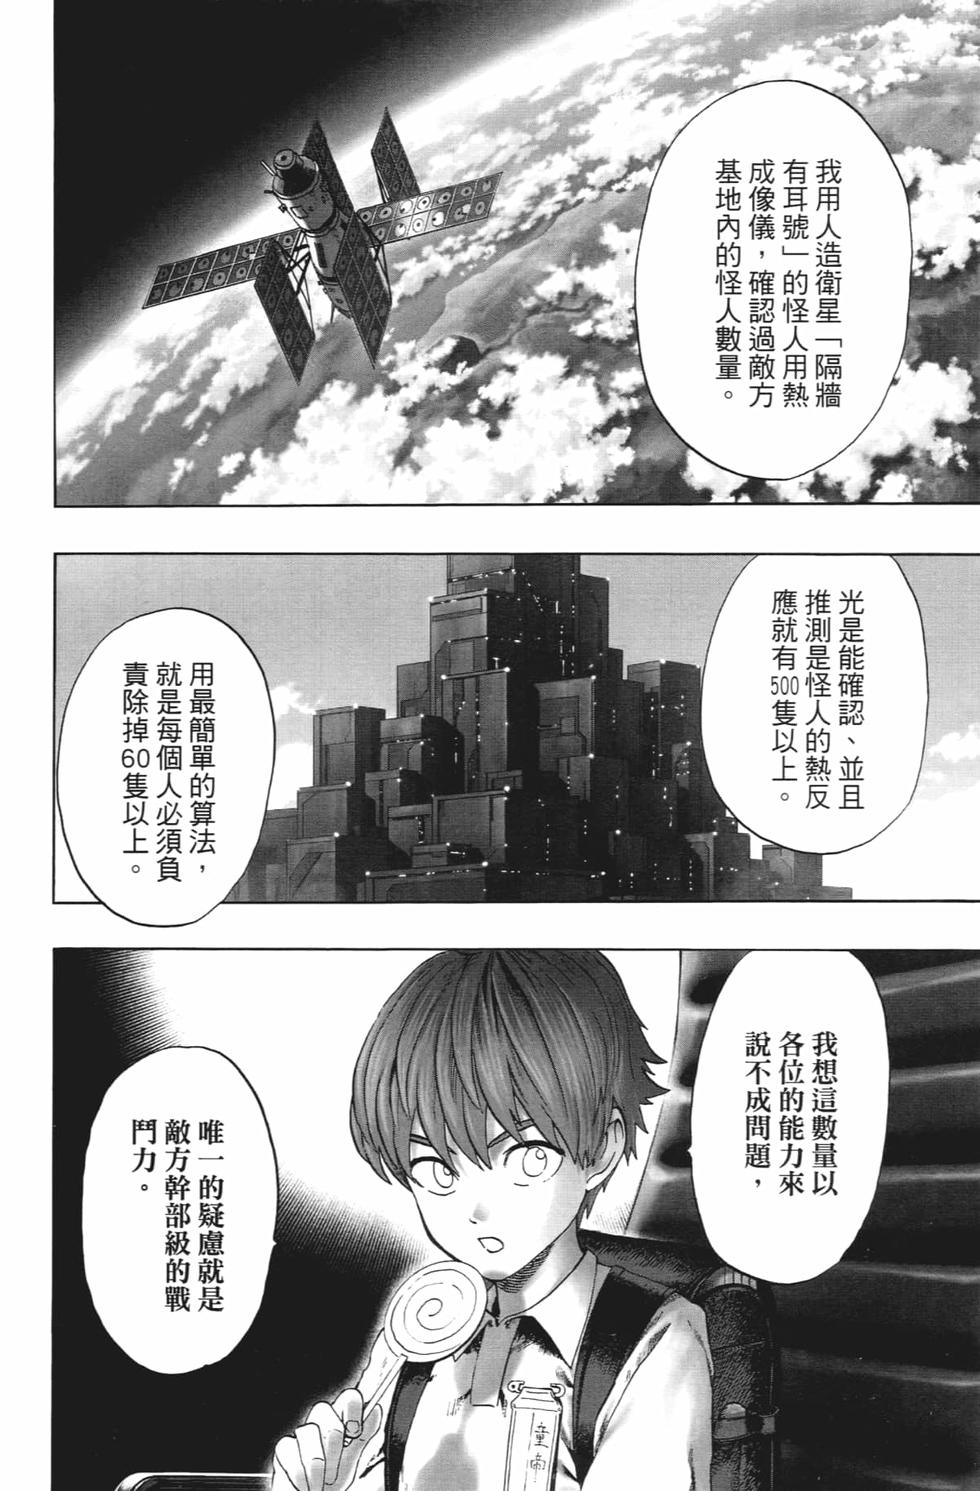 我用人造衛星「隔牆
有耳號」的怪人用熱
成像儀，確認過敵方
基地內的怪人數量。
光是能確認、並且
推測是怪人的熱反
應就有500隻以上。
用最簡單的算法，
就是每個人必須負
責除掉60隻以上。
我想這數量以
各位的能力來
說不成問題，
唯一的疑慮就是
敵方幹部級的戰
鬥力。
童帝